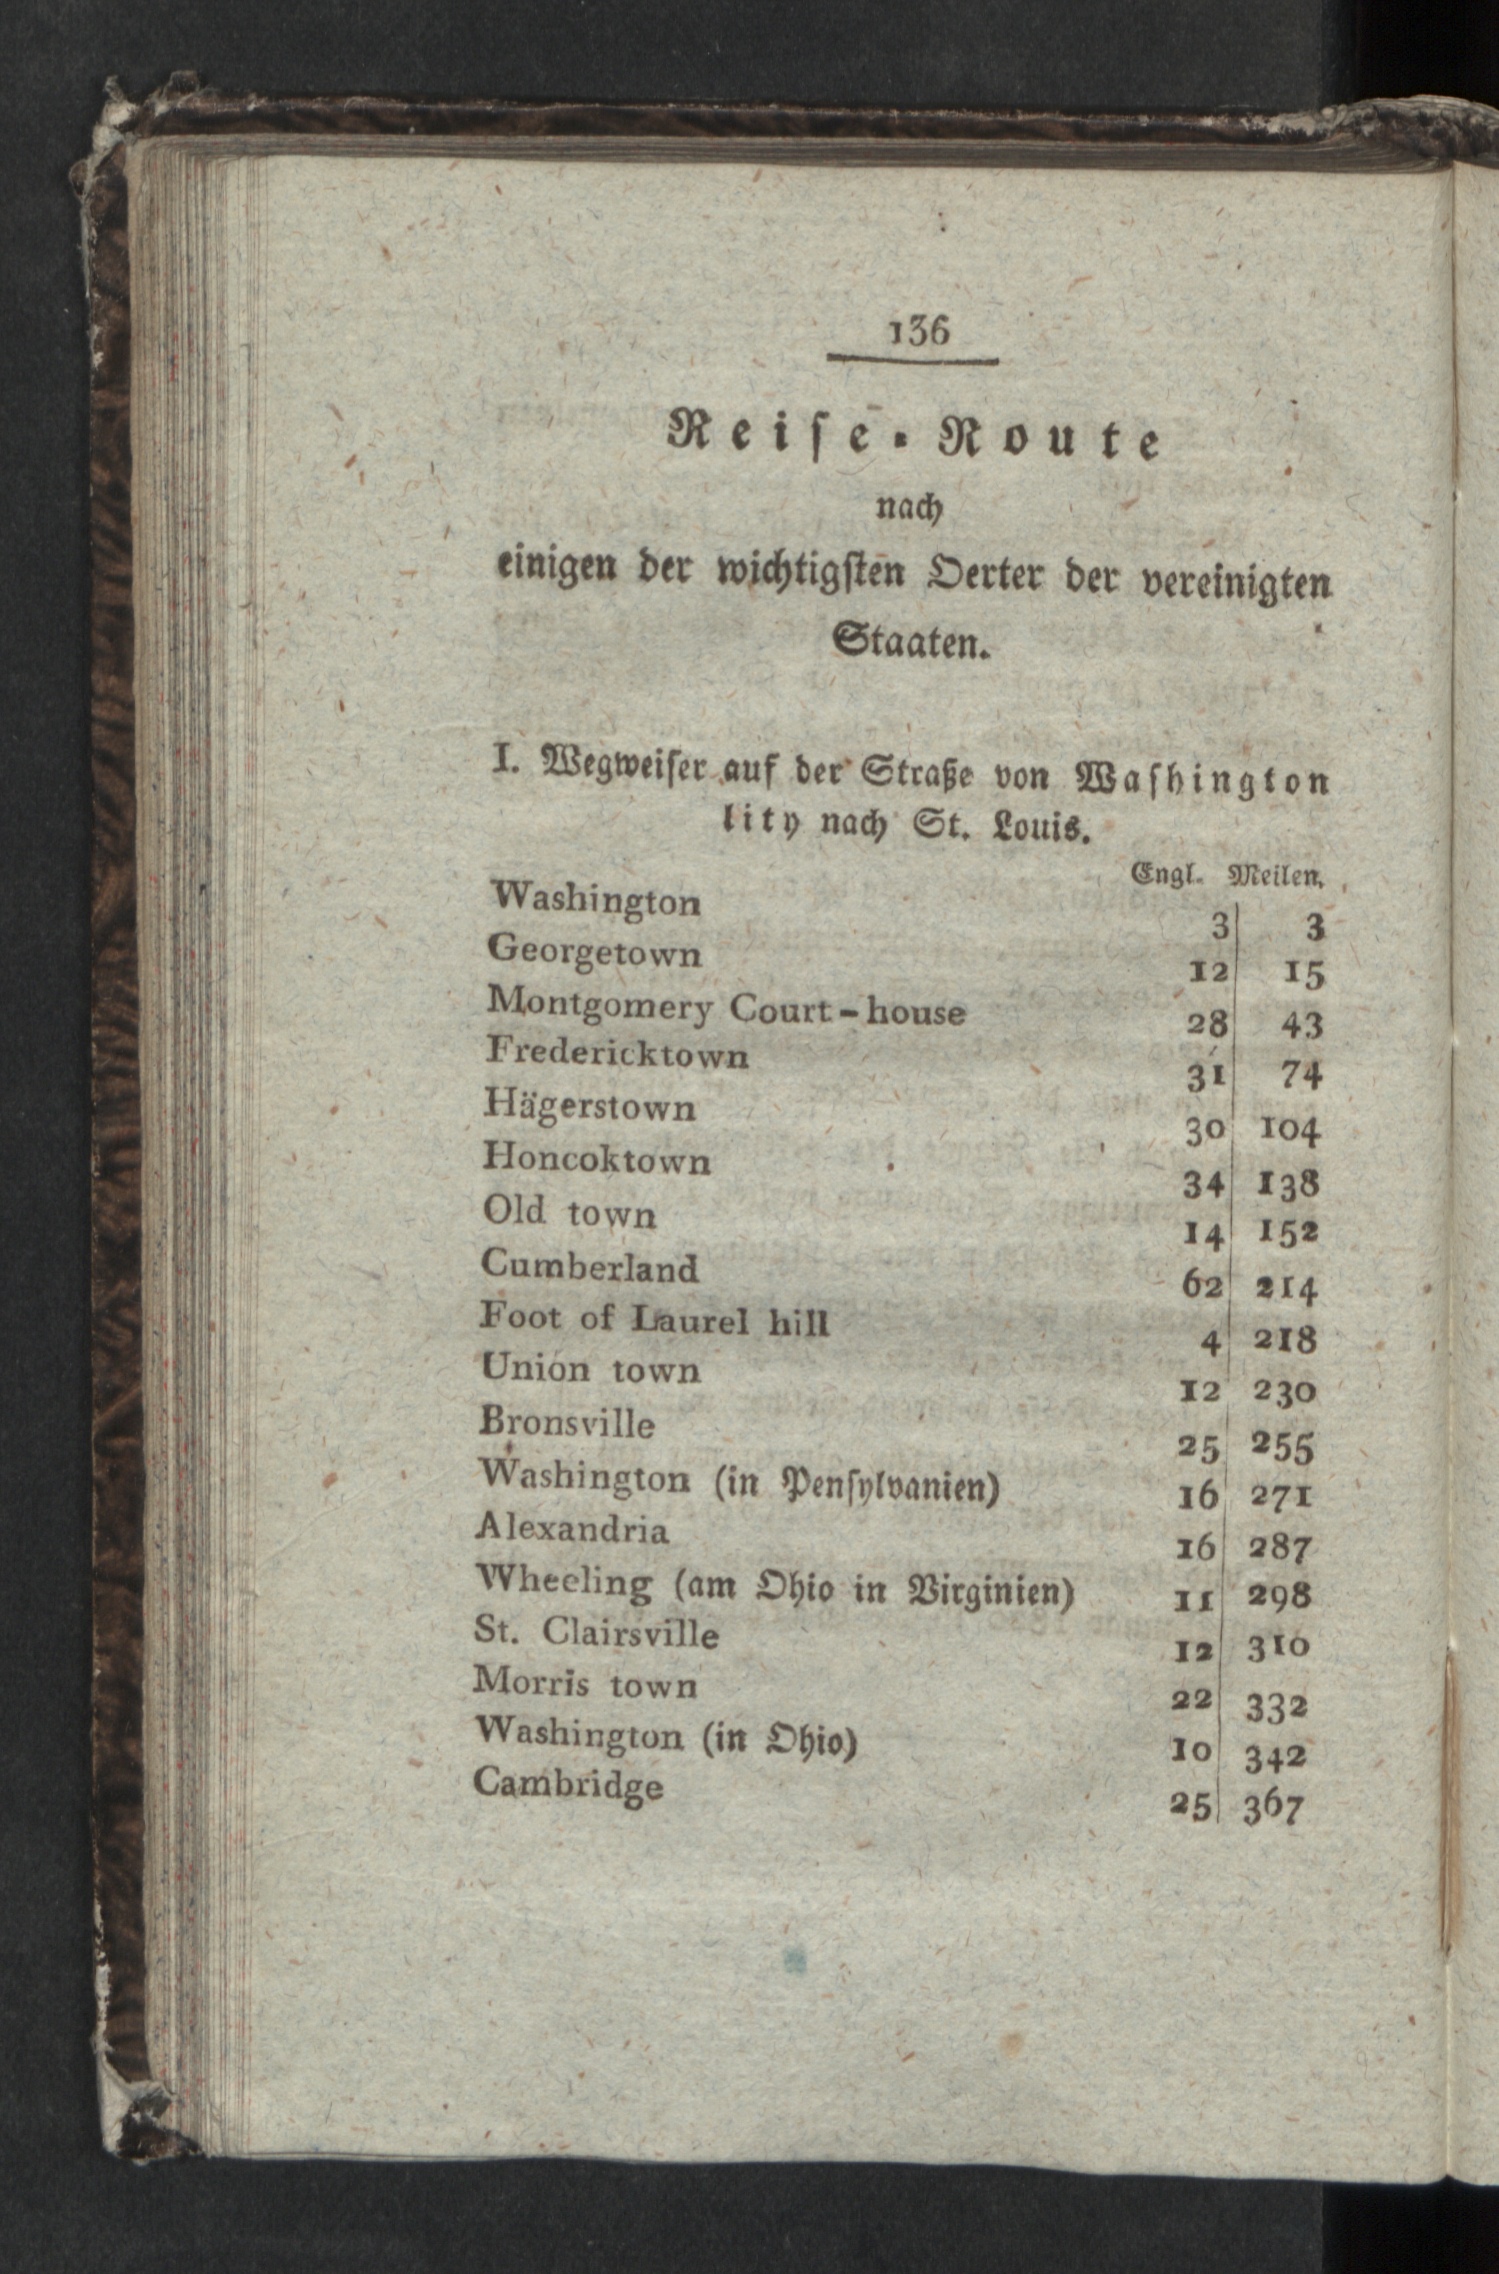 136
Reise-Route
nach
einigen der wichtigsten Oerter der vereinigten
Staaten.
I. Wegweiser auf der Straße von Washington
lity nach St. Louis.
Engl. Meilen.
Washington 3 3
Georgetown 12 15
Montgomery Court-house 28 43
Fredericktown 31 74
Hägerstown 30 104
Honcoktown 34 138
Old town 14 152
Cumberland 62 214
Foot of Laurel hill 4 218
Union town 12 230
Bronsville 25 255
Washington (in Pensylvanien) 16 271
Alexandria 16 287
Wheeling (am Ohio in Virginien) 11 298
St. Clairsville 12 310
Morris town 22 332
Washington (in Ohio) 10 342
Cambridge 25 367